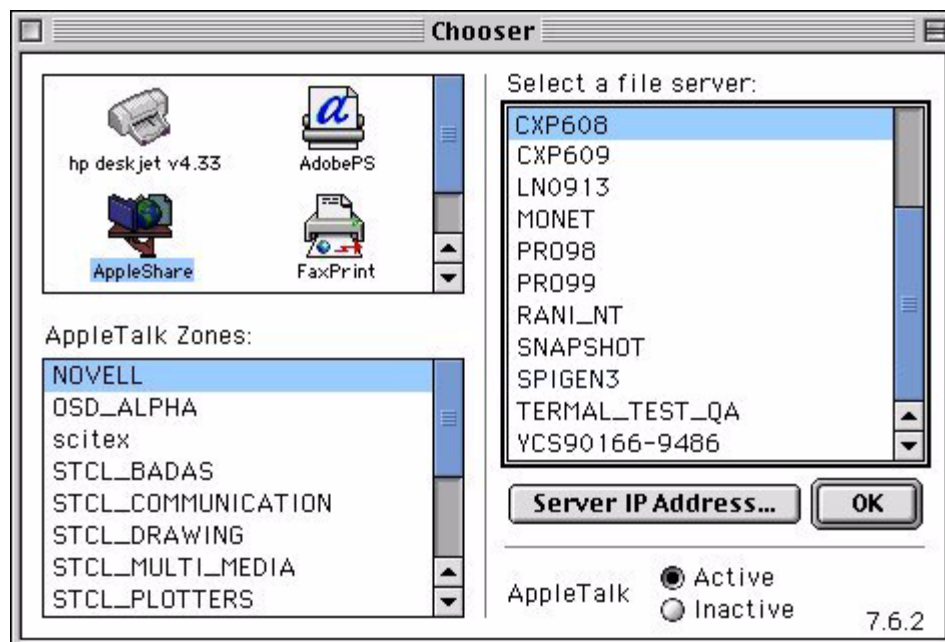 Chooser
hp deskjet v4.33
AdobePS
AppleShare
FaxPrint
AppleTalk Zones:
NOVELL
OSD_ALPHA
scitex
STCL_BADAS
STCL_COMMUNICATION
STCL_DRAWING
STCL_MULTI_MEDIA
STCL_PLOTTERS
Select a file server:
CXP608
CXP609
LN0913
MONET
PRO98
PRO99
RANI_NT
SNAPSHOT
SPIGEN3
TERMAL_TEST_QA
YCS90166-9486
Server IP Address...
OK
AppleTalk
Active
Inactive
7.6.2